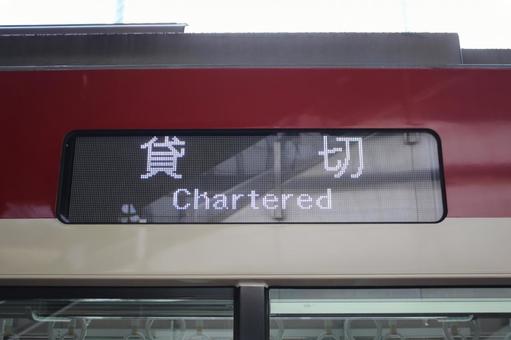 貸切
Chartered